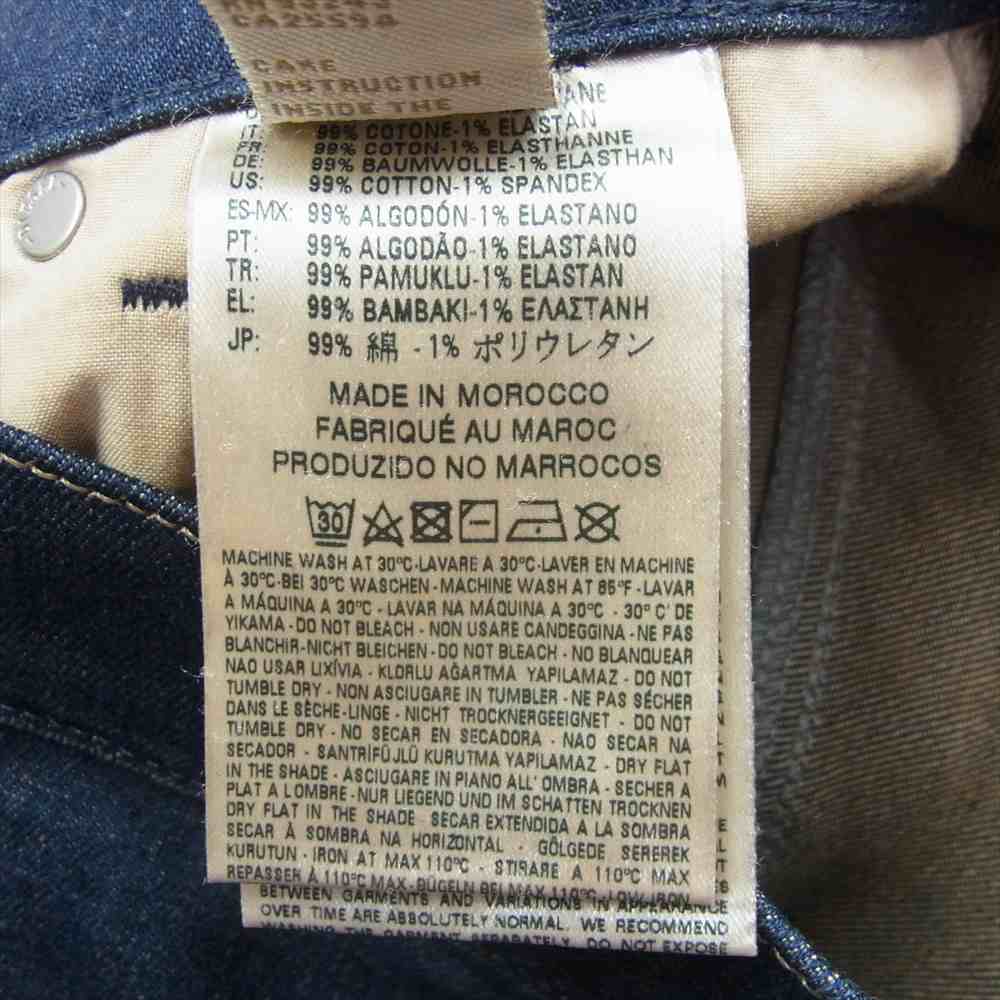 CA25594
CARE
INSTRUCTION
INSIDE THE
IT: 99% COTONE-1% ELASTAN
FR: 99% COTON-1% ELASTHANNE
DE: 99% BAUMWOLLE-1% ELASTHAN
US: 99% COTTON-1% SPANDEX
ES-MX: 99% ALGODÓN-1% ELASTANO
PT: 99% ALGODÃO-1% ELASTANO
TR: 99% PAMUKLU-1% ELASTAN
EL: 99% BAMBAKI-1% ΕΛΑΣΤΑΝΗ
JP: 99% 綿 -1% ポリウレタン
MADE IN MOROCCO
FABRIQUÉ AU MAROC
PRODUZIDO NO MARROCOS
30
MACHINE WASH AT 30°C-LAVARE A 30°C-LAVER EN MACHINE
À 30°C-BEI 30°C WASCHEN-MACHINE WASH AT 85°F-LAVAR
A MÁQUINA A 30°C - LAVAR NA MÁQUINA A 30°C - 30° C' DE
YIKAMA - DO NOT BLEACH - NON USARE CANDEGGINA - NE PAS
BLANCHIR-NICHT BLEICHEN - DO NOT BLEACH - NO BLANQUEAR
NAO USAR LIXÍVIA - KLORLU AĞARTMA YAPILAMAZ - DO NOT
TUMBLE DRY - NON ASCIUGARE IN TUMBLER - NE PAS SÉCHER
DANS LE SÈCHE-LINGE - NICHT TROCKNERGEEIGNET - DO NOT
TUMBLE DRY - NO SECAR EN SECADORA - NAO SECAR NA
SECADOR - SANTRİFÜJLÜ KURUTMA YAPILAMAZ - DRY FLAT
IN THE SHADE - ASCIUGARE IN PIANO ALL' OMBRA - SECHER A
PLAT A L'OMBRE-NUR LIEGEND UND IM SCHATTEN TROCKNEN
DRY FLAT IN THE SHADE - SECAR EXTENDIDA A LA SOMBRA
SECAR À SOMBRA NA HORIZONTAL - GÖLGEDE SEREREK
KURUTUN - IRON AT MAX 110°C - STIRARE A 110°C MAX
REPASSER À 110°C MAX-BÜGELN BEI MAX 110°C-LOW IRON
BETWEEN GARMENTS AND VARIATIONS IN APPEARANCE
OVER TIME ARE ABSOLUTELY NORMAL. WE RECOMMEND
WASHING THE GARMENT SEPARATELY. DO NOT EXPOSE